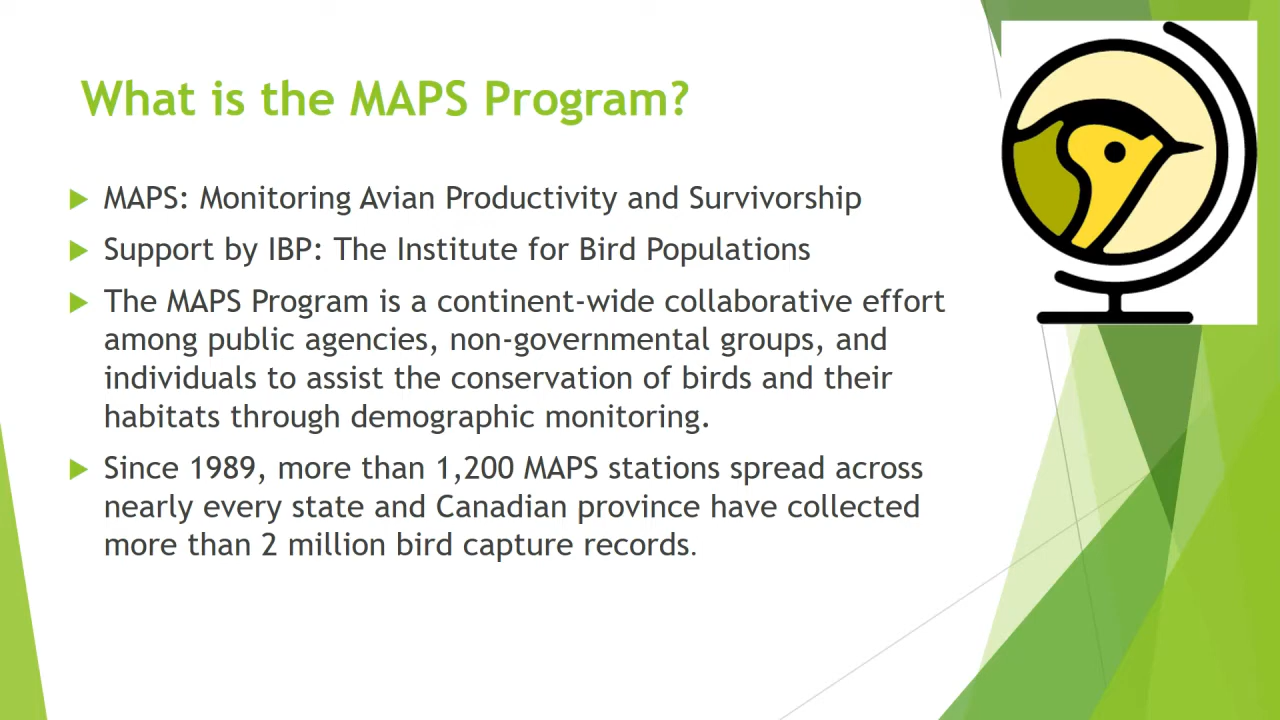 What is the MAPS Program?
MAPS: Monitoring Avian Productivity and Survivorship
Support by IBP: The Institute for Bird Populations
The MAPS Program is a continent-wide collaborative effort
among public agencies, non-governmental groups, and
individuals to assist the conservation of birds and their
habitats through demographic monitoring.
Since 1989, more than 1,200 MAPS stations spread across
nearly every state and Canadian province have collected
more than 2 million bird capture records.